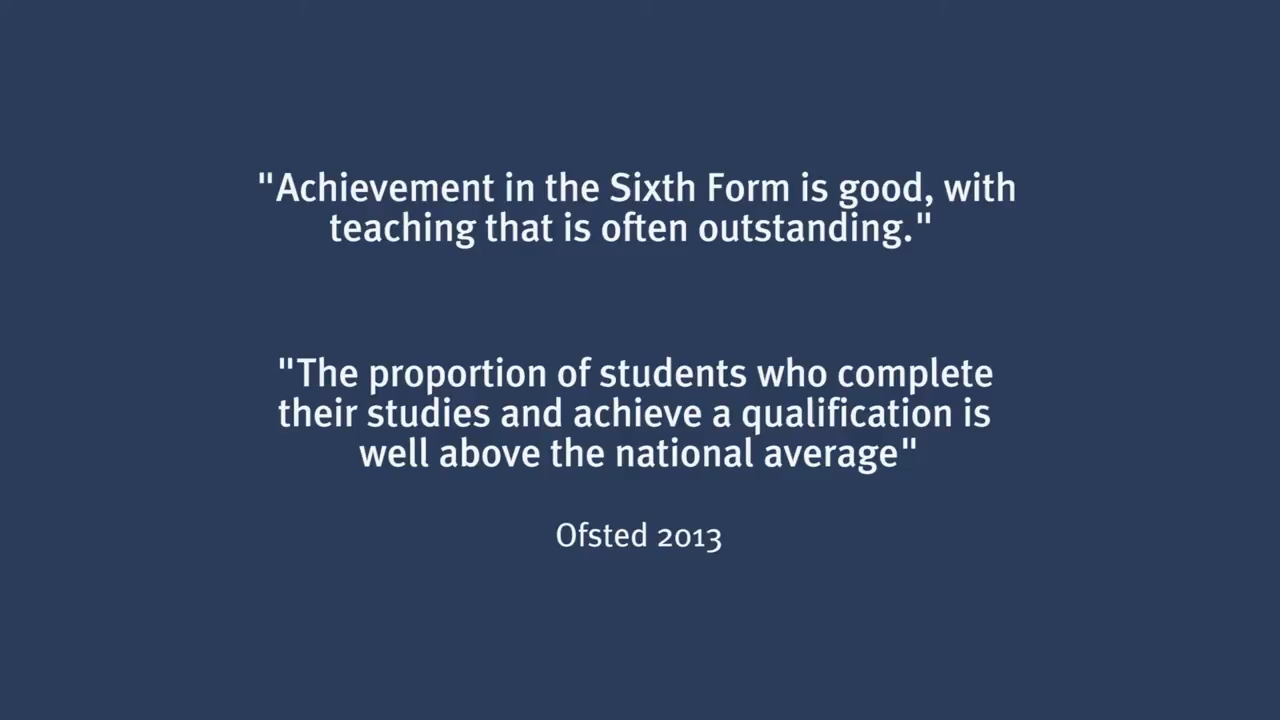 "Achievement in the Sixth Form is good, with
teaching that is often outstanding."
"The proportion of students who complete
their studies and achieve a qualification is
well above the national average"
Ofsted 2013